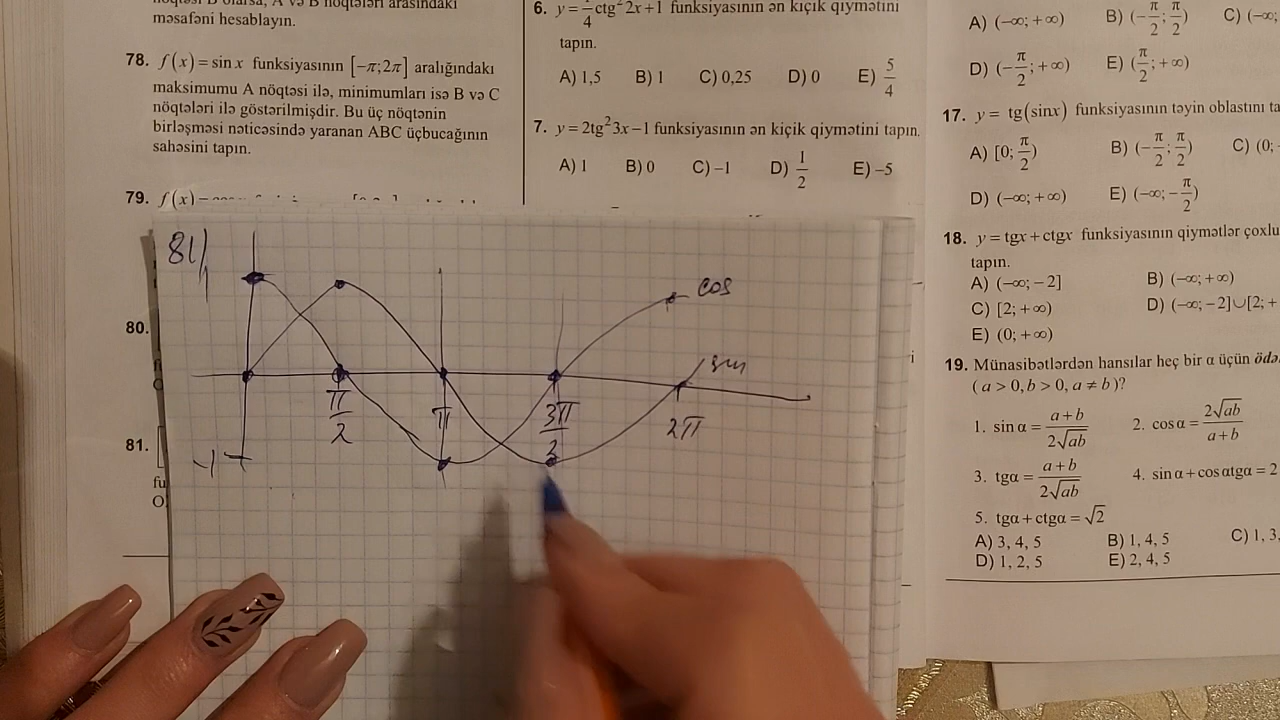 məsafəni hesablayın.
78. f(x) = sin x funksiyasının [−π; 2π] aralığındakı
maksimumu A nöqtəsi ilə, minimumları isə B və C
nöqtələri ilə göstərilmişdir. Bu üç nöqtənin
birləşməsi nəticəsində yaranan ABC üçbucağının
sahəsini tapın.
79. f(x)
80.
81.
fu
6. y = 1/4 ctg² 2x + 1 funksiyasının ən kiçik qiymətini
tapın.
A) 1,5 B) 1 C) 0,25 D) 0 E) 5/4
7. y = 2tg² 3x − 1 funksiyasının ən kiçik qiymətini tapın.
A) 1 B) 0 C) −1 D) 1/2 E) −5
A) (−∞; +∞) B) (−π/2; π/2) C) (−∞;
D) (−π/2; +∞) E) (π/2; +∞)
17. y = tg(sinx) funksiyasının təyin oblastını ta
A) [0; π/2) B) (−π/2; π/2) C) (0;
D) (−∞; +∞) E) (−∞; −π/2)
18. y = tgx + ctgx funksiyasının qiymətlər çoxlu
tapın.
A) (−∞; −2] B) (−∞; +∞)
C) [2; +∞) D) (−∞; −2]∪[2; +
E) (0; +∞)
19. Münasibətlərdən hansılar heç bir α üçün ödə
(a > 0, b > 0, a ≠ b)?
1. sin α = (a + b)/(2√ab) 2. cos α = 2√ab/(a + b)
3. tgα = (a + b)/(2√ab) 4. sin α + cos αtgα = 2
5. tgα + ctgα = √2
A) 3, 4, 5 B) 1, 4, 5 C) 1, 3,
D) 1, 2, 5 E) 2, 4, 5
81)
cos
sin
π/2 π 3π/2 2π
-1